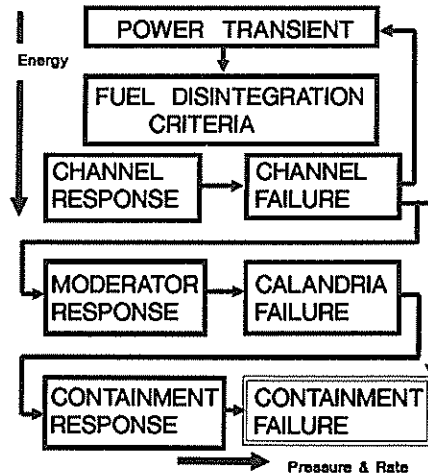 POWER TRANSIENT
Energy
FUEL DISINTEGRATION
CRITERIA
CHANNEL
RESPONSE
CHANNEL
FAILURE
MODERATOR
RESPONSE
CALANDRIA
FAILURE
CONTAINMENT
RESPONSE
CONTAINMENT
FAILURE
Pressure & Rate